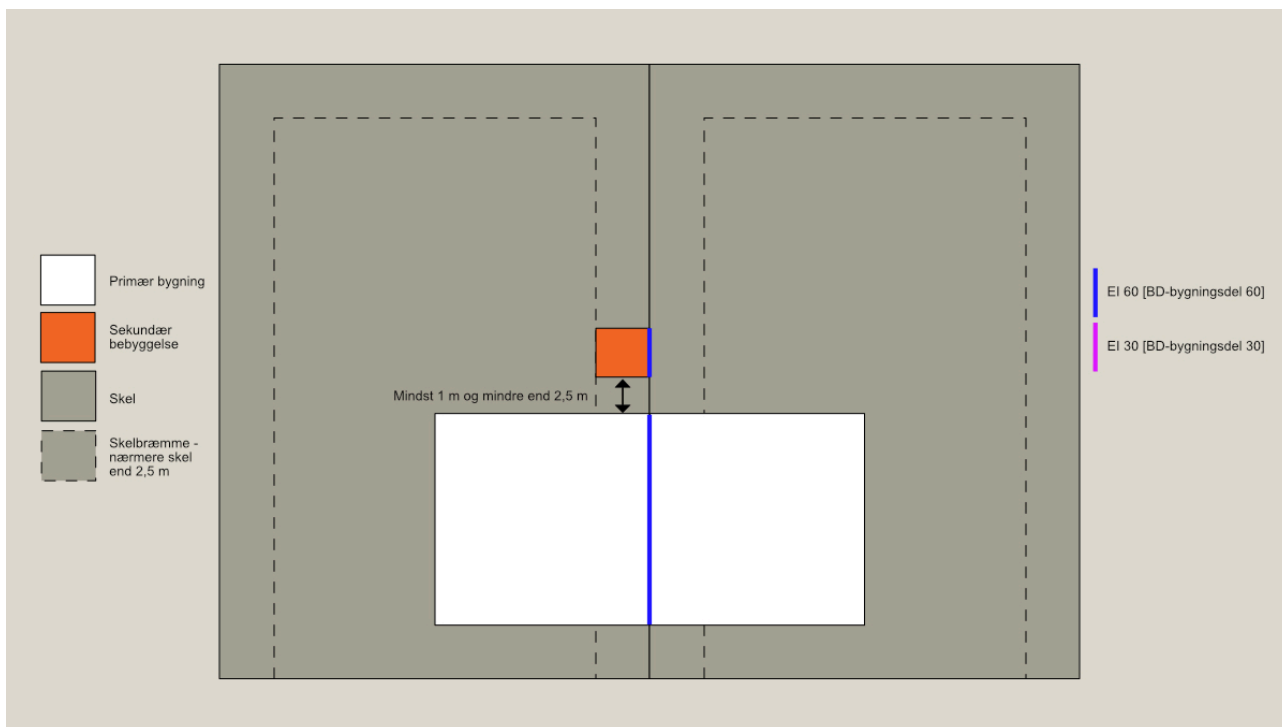 Primær bygning
Sekundær
bebyggelse
Skel
Skelbræmme -
nærmere skel
end 2,5 m
Mindst 1 m og mindre end 2,5 m
EI 60 [BD-bygningsdel 60]
EI 30 [BD-bygningsdel 30]